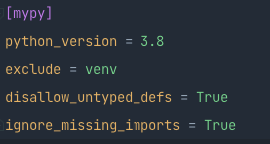 [mypy]
python_version = 3.8
exclude = venv
disallow_untyped_defs = True
ignore_missing_imports = True